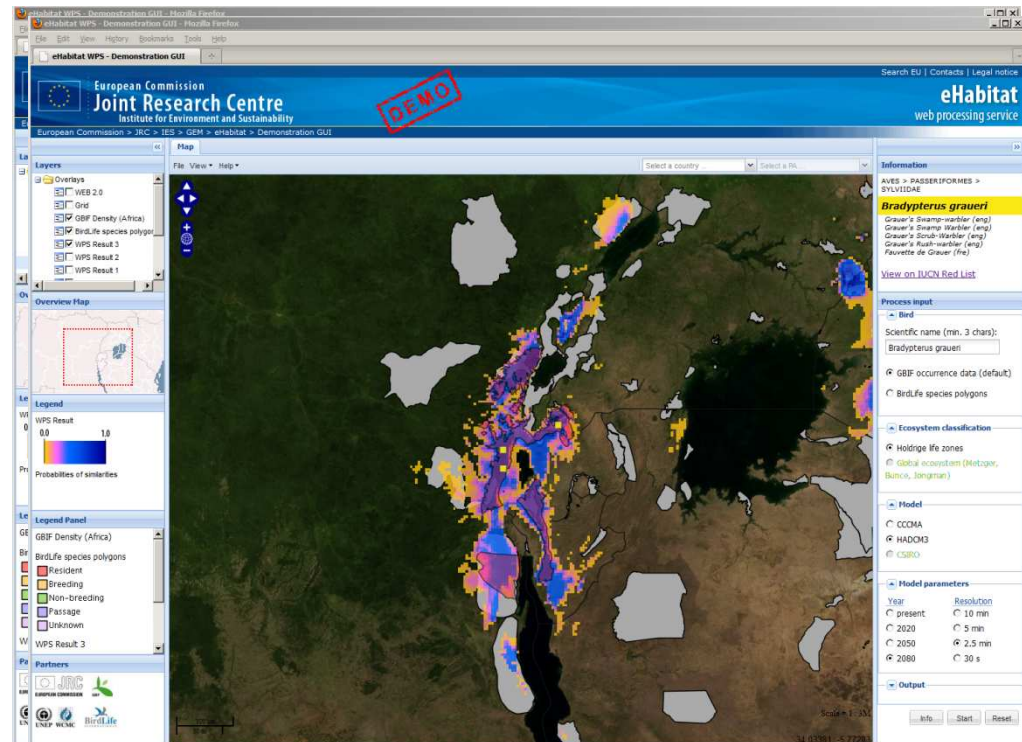 eHabitat WPS - Demonstration GUI - Mozilla Firefox
eHabitat WPS - Demonstration GUI - Mozilla Firefox
File Edit View History Bookmarks Tools Help
eHabitat WPS - Demonstration GUI
Search EU | Contacts | Legal notice
European Commission
Joint Research Centre
Institute for Environment and Sustainability
DEMO
eHabitat
web processing service
European Commission > JRC > IES > GEM > eHabitat > Demonstration GUI
Layers
Overlays
WEB 2.0
Grid
GBIF Density (Africa)
BirdLife species polygor
WPS Result 3
WPS Result 2
WPS Result 1
Overview Map
Legend
WPS Result
0.0 1.0
Probabilities of similarities
Legend Panel
GBIF Density (Africa)
BirdLife species polygons
Resident
Breeding
Non-breeding
Passage
Unknown
WPS Result 3
Partners
EUROPEAN COMMISSION
JRC
UNEP WCMC
BirdLife
Map
File View Help
Select a country ...
Select a PA...
Scale = 1 : 3M
Information
AVES > PASSERIFORMES >
SYLVIIDAE
Bradypterus graueri
Grauer's Swamp-warbler (eng)
Grauer's Swamp Warbler (eng)
Grauer's Scrub-Warbler (eng)
Grauer's Rush-warbler (eng)
Fauvette de Grauer (fre)
View on IUCN Red List
Process input
Bird
Scientific name (min. 3 chars):
Bradypterus graueri
GBIF occurrence data (default)
BirdLife species polygons
Ecosystem classification
Holdrige life zones
Global ecosystem (Metzger,
Bunce, Jongman)
Model
CCCMA
HADCM3
CSIRO
Model parameters
Year Resolution
present 10 min
2020 5 min
2050 2.5 min
2080 30 s
Output
Info Start Reset